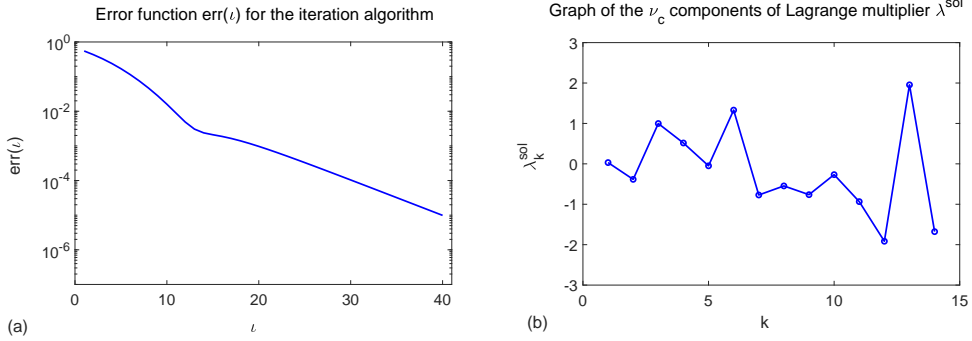 Error function err(ι) for the iteration algorithm
10^0
10^-2
10^-4
10^-6
err(ι)
0 10 20 30 40
ι
(a)
Graph of the ν_c components of Lagrange multiplier λ^sol
3
2
1
0
-1
-2
-3
λ_k^sol
0 5 10 15
k
(b)